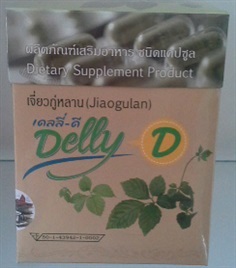 ผลิตภัณฑ์เสริมอาหาร ชนิดแคปซูล
Dietary Supplement Product
เจี่ยวกู่หลาน(Jiaogulan)
เดลลี่-ดี
Delly D